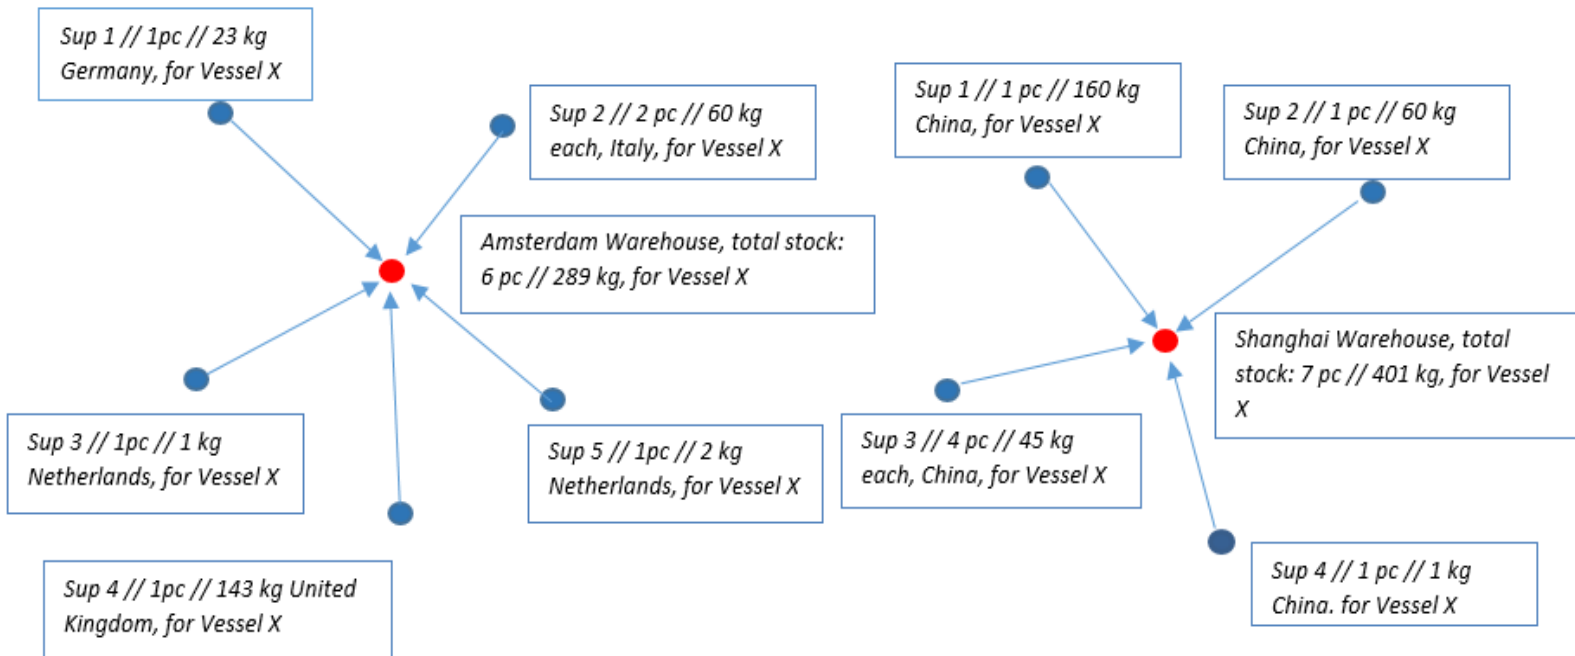 Sup 1 // 1pc // 23 kg
Germany, for Vessel X
Sup 2 // 2 pc // 60 kg
each, Italy, for Vessel X
Amsterdam Warehouse, total stock:
6 pc // 289 kg, for Vessel X
Sup 3 // 1pc // 1 kg
Netherlands, for Vessel X
Sup 5 // 1pc // 2 kg
Netherlands, for Vessel X
Sup 4 // 1pc // 143 kg United
Kingdom, for Vessel X
Sup 1 // 1 pc // 160 kg
China, for Vessel X
Sup 2 // 1 pc // 60 kg
China, for Vessel X
Shanghai Warehouse, total
stock: 7 pc // 401 kg, for Vessel
X
Sup 3 // 4 pc // 45 kg
each, China, for Vessel X
Sup 4 // 1 pc // 1 kg
China. for Vessel X